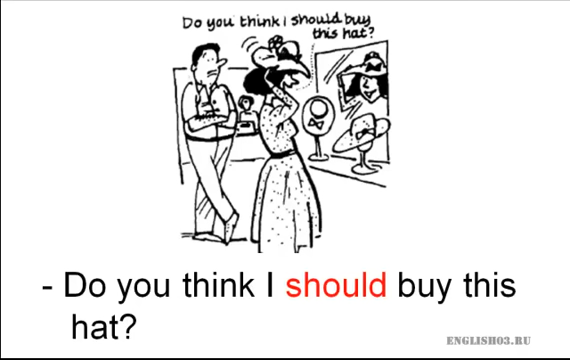 Do you think I should buy
this hat?
- Do you think I should buy this
hat?
ENGLISH03.RU